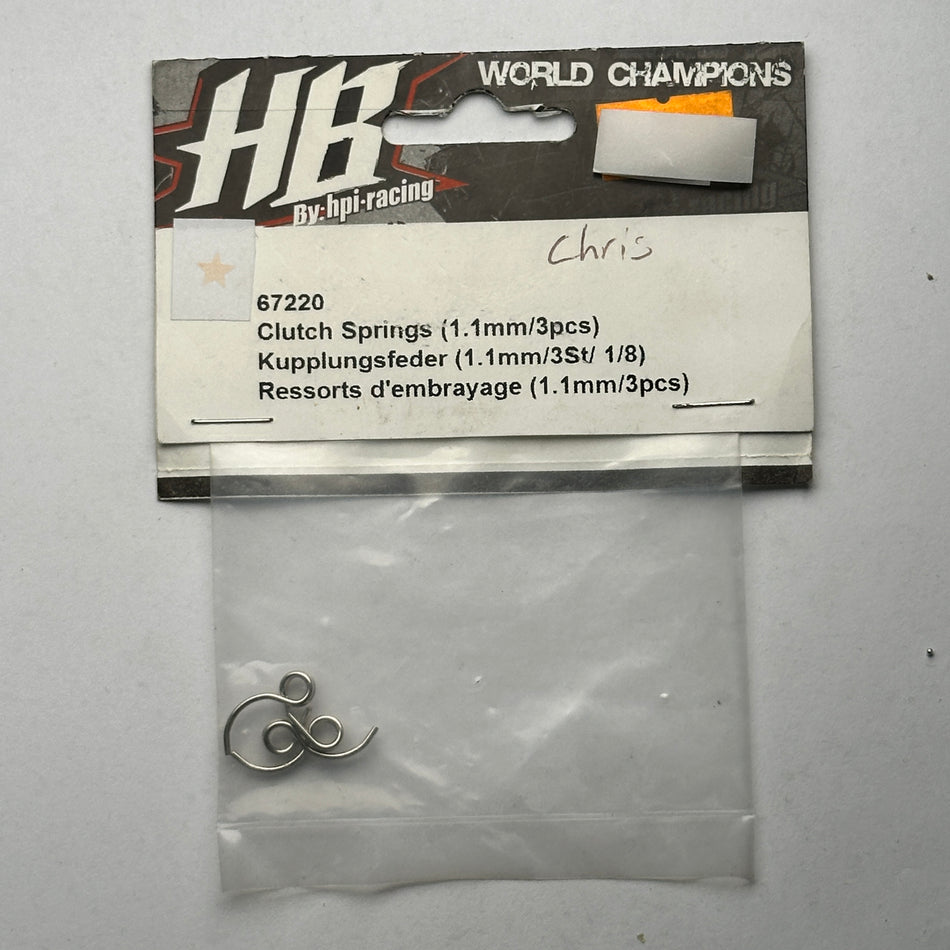 HB
WORLD CHAMPIONS
By:hpi-racing
Chris
67220
Clutch Springs (1.1mm/3pcs)
Kupplungsfeder (1.1mm/3St/ 1/8)
Ressorts d'embrayage (1.1mm/3pcs)